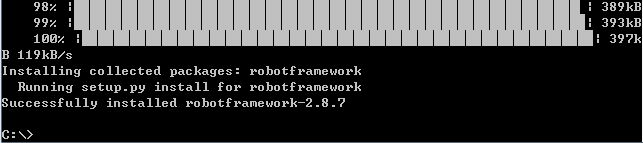 98% |████████████████████████████████| 389kB
99% |████████████████████████████████| 393kB
100% |████████████████████████████████| 397k
B 119kB/s
Installing collected packages: robotframework
  Running setup.py install for robotframework
Successfully installed robotframework-2.8.7
C:\>